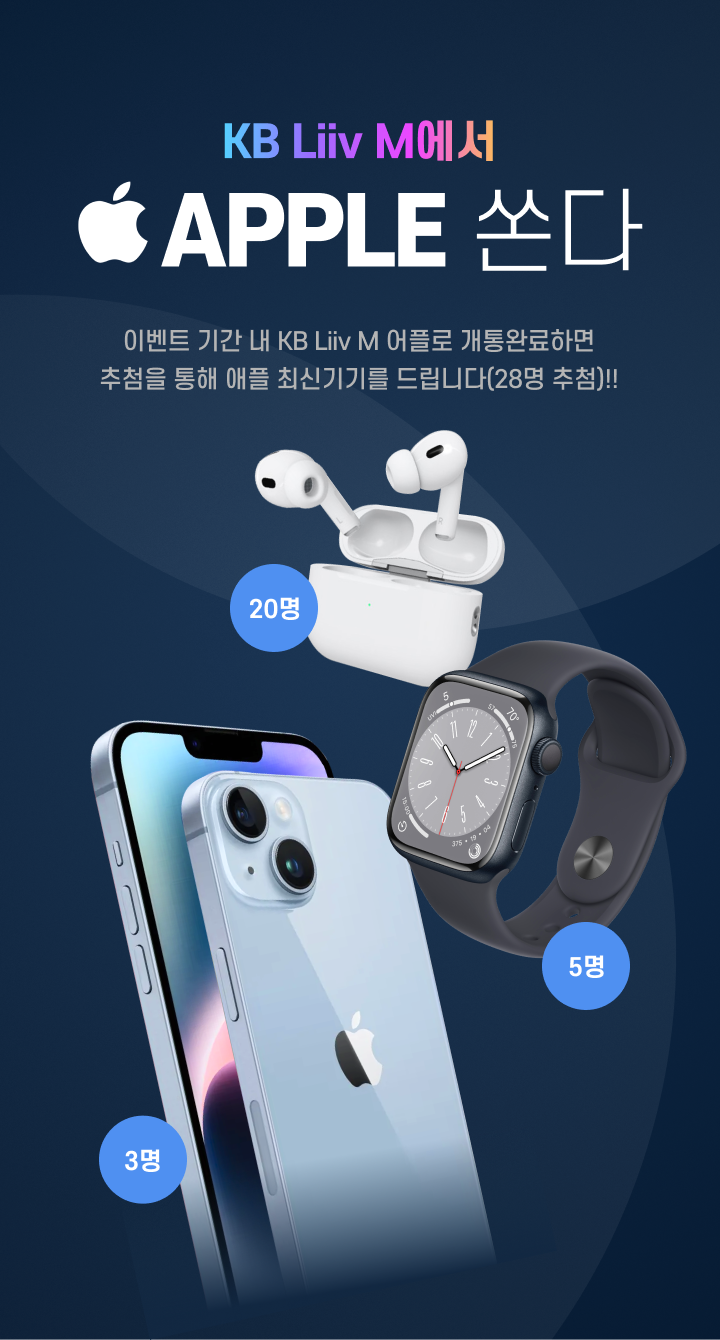 KB Liiv M에서
APPLE 쏜다
이벤트 기간 내 KB Liiv M 어플로 개통완료하면
추첨을 통해 애플 최신기기를 드립니다(28명 추첨)!!
20명
5명
3명